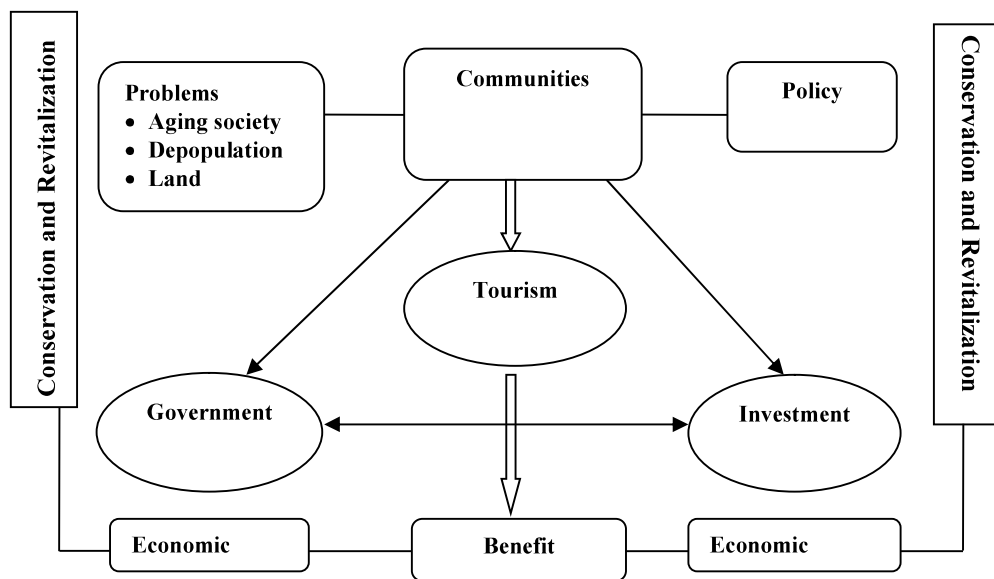 Conservation and Revitalization
Problems
• Aging society
• Depopulation
• Land
Communities
Policy
Conservation and Revitalization
Tourism
Government
Investment
Economic
Benefit
Economic